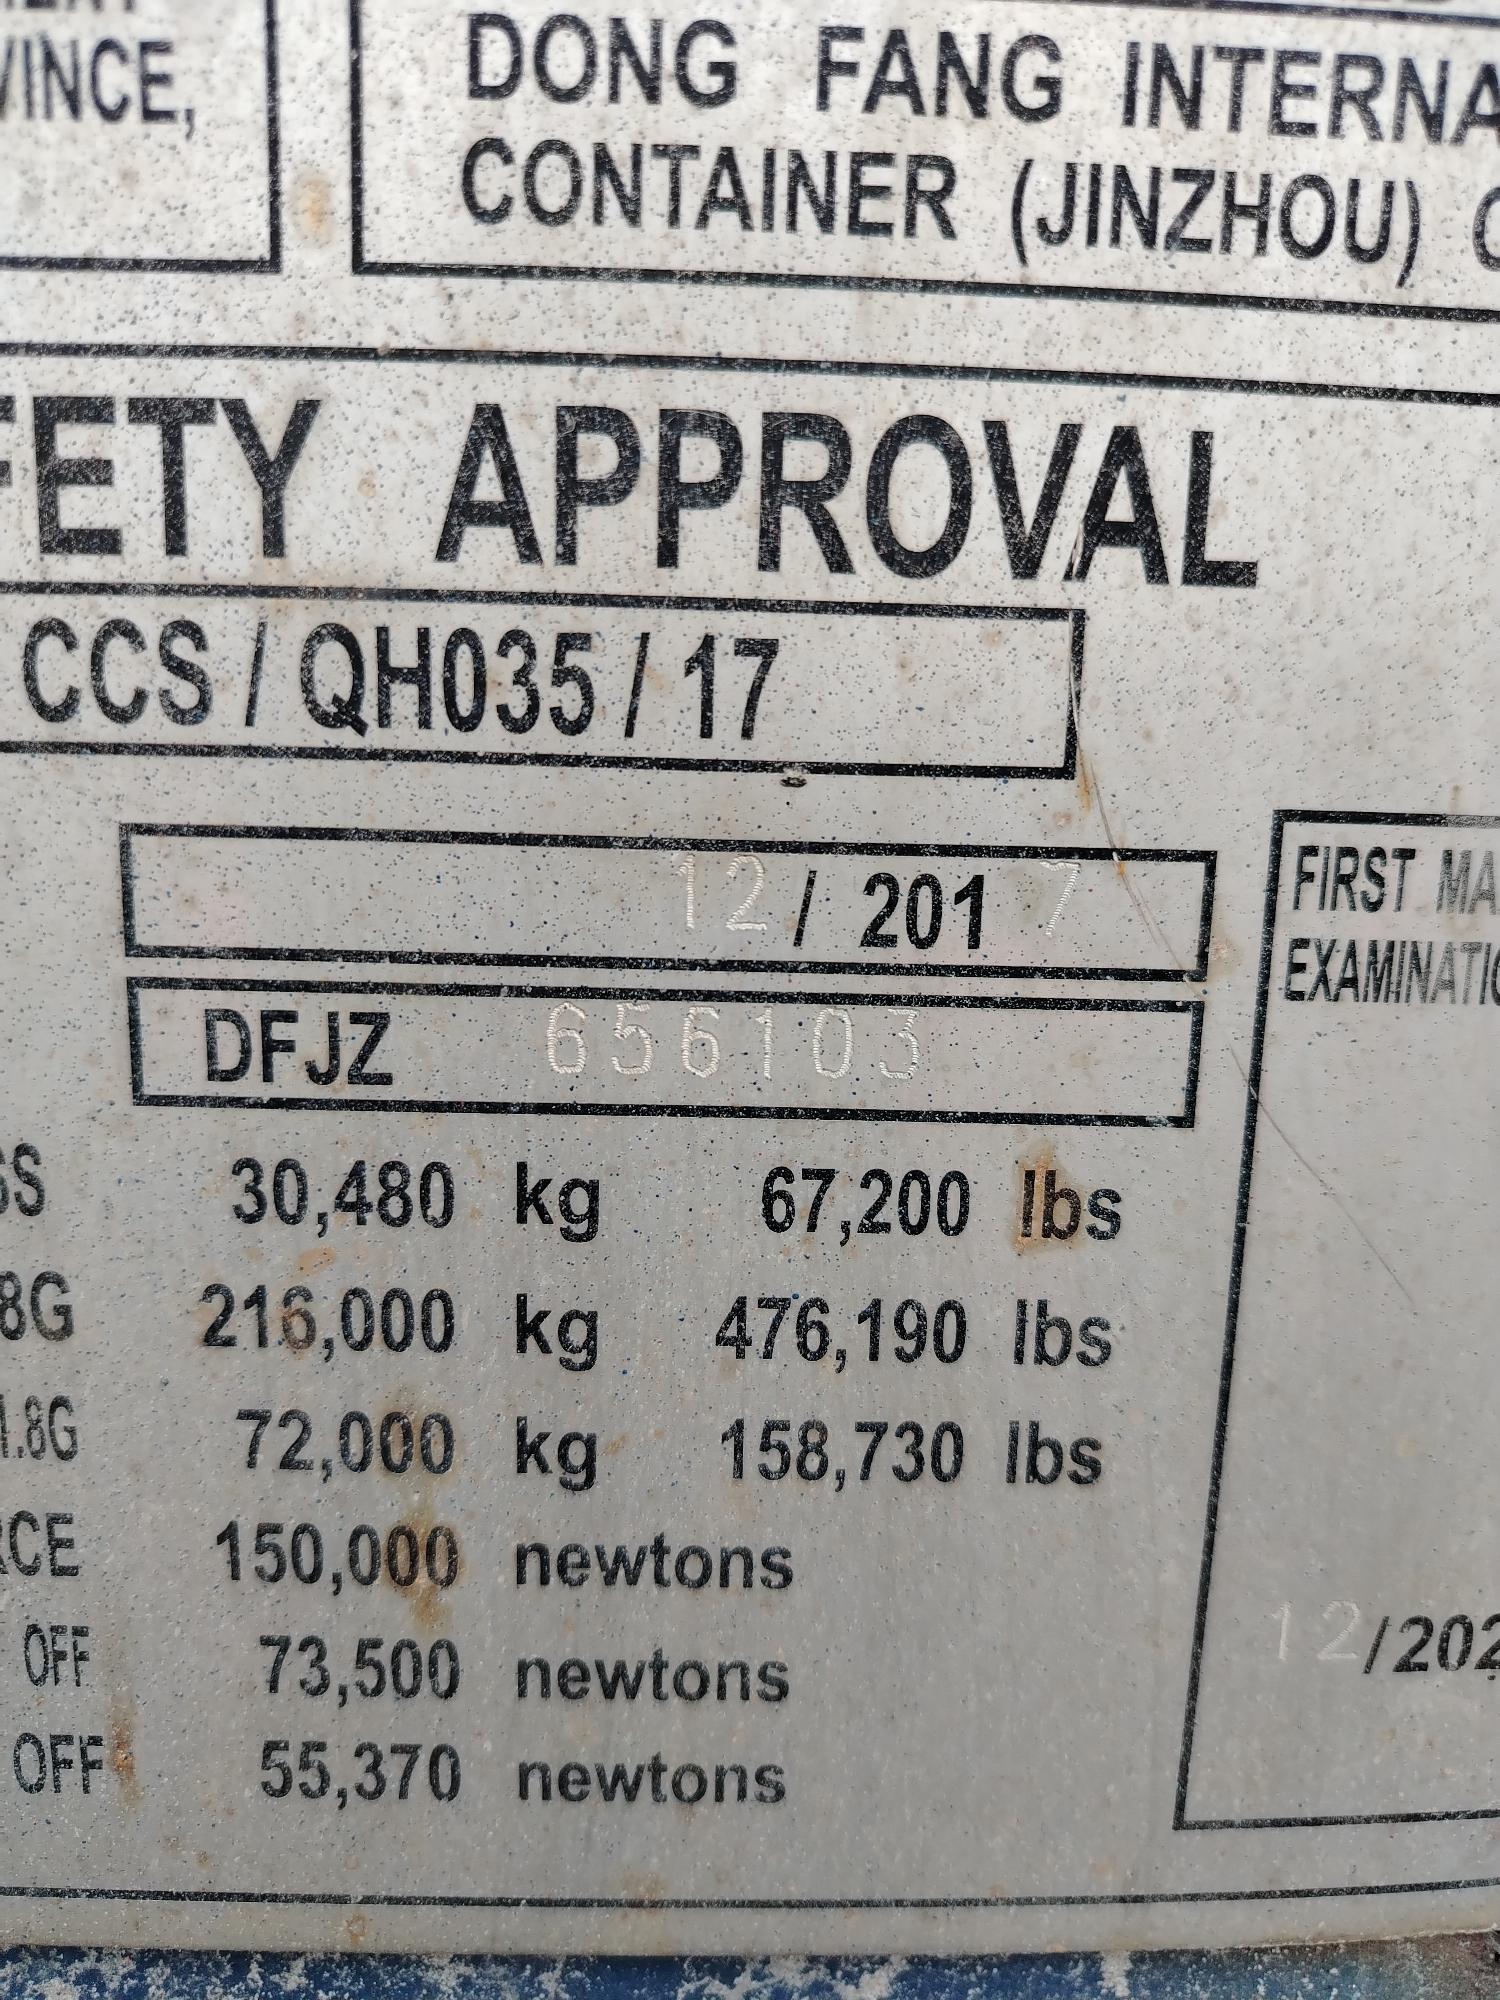 VINCE,
DONG FANG INTERNA
CONTAINER (JINZHOU)
FETY APPROVAL
CCS / QH035 / 17
12 / 2017
DFJZ 656103
FIRST MA
EXAMINATIO
SS 30,480 kg 67,200 lbs
8G 216,000 kg 476,190 lbs
1.8G 72,000 kg 158,730 lbs
RCE 150,000 newtons
OFF 73,500 newtons
12/202
OFF 55,370 newtons